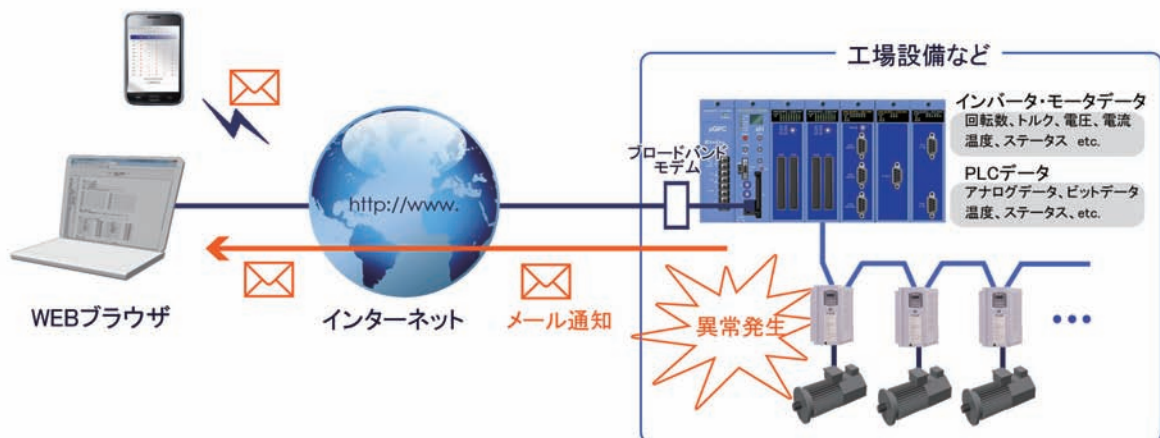 工場設備など
インバータ・モータデータ
回転数、トルク、電圧、電流
温度、ステータス etc.
PLCデータ
アナログデータ、ビットデータ
温度、ステータス、etc.
ブロードバンド
モデム
http://www.
WEBブラウザ
インターネット
メール通知
異常発生